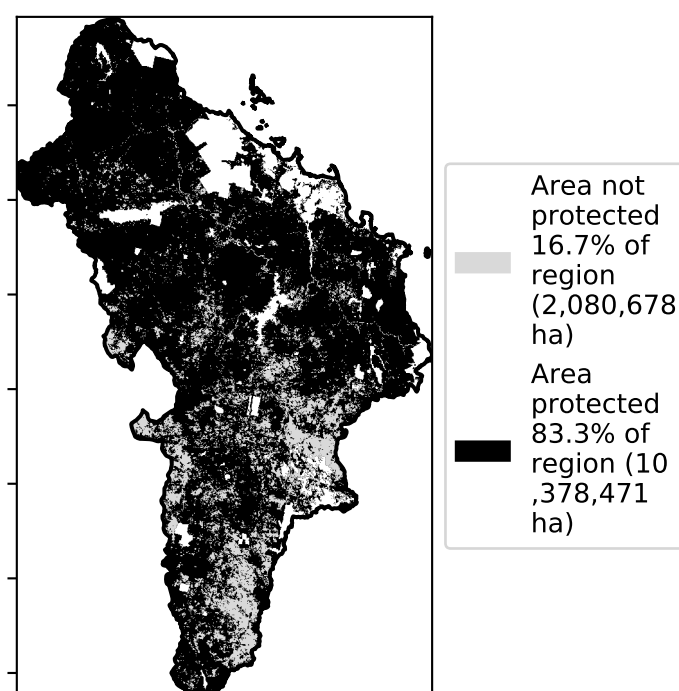 Area not
protected
16.7% of
region
(2,080,678
ha)
Area
protected
83.3% of
region (10
,378,471
ha)